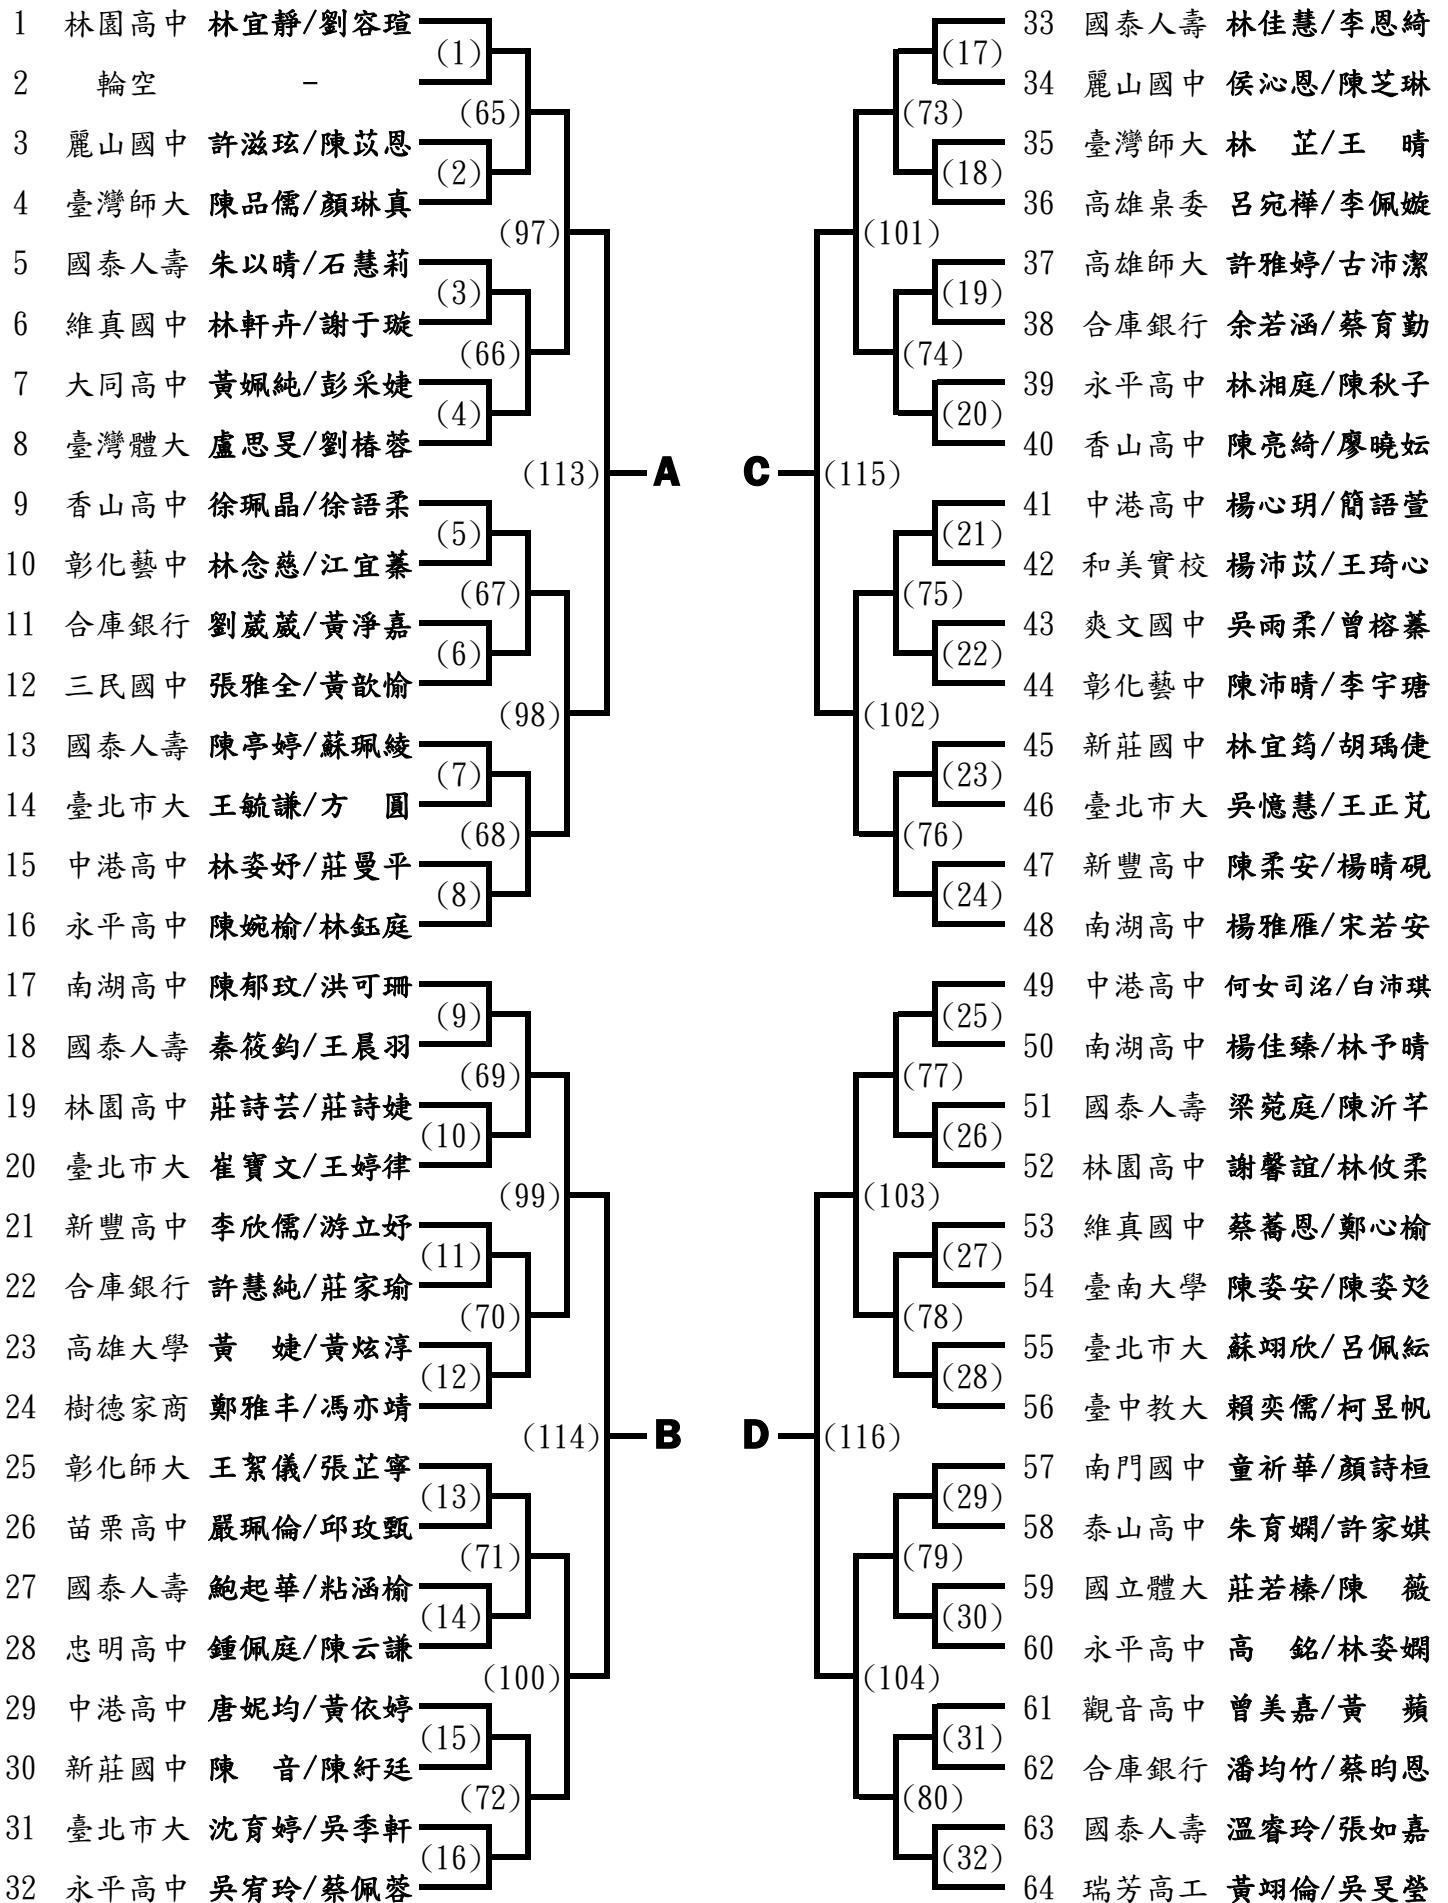 1 林園高中 林宜靜/劉容瑄
(1)
2 輪空 -
(65)
3 麗山國中 許滋玹/陳苡恩
(2)
4 臺灣師大 陳品儒/顏琳真
(97)
5 國泰人壽 朱以晴/石慧莉
(3)
6 維真國中 林軒卉/謝于璇
(66)
7 大同高中 黃姵純/彭采婕
(4)
8 臺灣體大 盧思旻/劉椿蓉
(113) A
9 香山高中 徐珮晶/徐語柔
(5)
10 彰化藝中 林念慈/江宜蓁
(67)
11 合庫銀行 劉葳葳/黃淨嘉
(6)
12 三民國中 張雅全/黃歆愉
(98)
13 國泰人壽 陳亭婷/蘇珮綾
(7)
14 臺北市大 王毓謙/方　圓
(68)
15 中港高中 林姿妤/莊曼平
(8)
16 永平高中 陳婉榆/林鈺庭
17 南湖高中 陳郁玟/洪可珊
(9)
18 國泰人壽 秦筱鈞/王晨羽
(69)
19 林園高中 莊詩芸/莊詩婕
(10)
20 臺北市大 崔寶文/王婷律
(99)
21 新豐高中 李欣儒/游立妤
(11)
22 合庫銀行 許慧純/莊家瑜
(70)
23 高雄大學 黃　婕/黃炫淳
(12)
24 樹德家商 鄭雅丰/馮亦靖
(114) B
25 彰化師大 王絮儀/張芷寧
(13)
26 苗栗高中 嚴珮倫/邱玫甄
(71)
27 國泰人壽 鮑起華/粘涵榆
(14)
28 忠明高中 鍾佩庭/陳云謙
(100)
29 中港高中 唐妮均/黃依婷
(15)
30 新莊國中 陳　音/陳紆廷
(72)
31 臺北市大 沈育婷/吳季軒
(16)
32 永平高中 吳宥玲/蔡佩蓉
33 國泰人壽 林佳慧/李恩綺
(17)
34 麗山國中 侯沁恩/陳芝琳
(73)
35 臺灣師大 林　芷/王　晴
(18)
36 高雄桌委 呂宛樺/李佩嫙
(101)
37 高雄師大 許雅婷/古沛潔
(19)
38 合庫銀行 余若涵/蔡育勤
(74)
39 永平高中 林湘庭/陳秋子
(20)
40 香山高中 陳亮綺/廖曉妘
C (115)
41 中港高中 楊心玥/簡語萱
(21)
42 和美實校 楊沛苡/王琦心
(75)
43 爽文國中 吳雨柔/曾榕蓁
(22)
44 彰化藝中 陳沛晴/李宇瑭
(102)
45 新莊國中 林宜筠/胡瑀倢
(23)
46 臺北市大 吳憶慧/王正芃
(76)
47 新豐高中 陳柔安/楊晴硯
(24)
48 南湖高中 楊雅雁/宋若安
49 中港高中 何女司洺/白沛琪
(25)
50 南湖高中 楊佳臻/林予晴
(77)
51 國泰人壽 梁菀庭/陳沂芊
(26)
52 林園高中 謝馨誼/林攸柔
(103)
53 維真國中 蔡蕎恩/鄭心榆
(27)
54 臺南大學 陳姿安/陳姿彣
(78)
55 臺北市大 蘇翊欣/呂佩紜
(28)
56 臺中教大 賴奕儒/柯昱帆
D (116)
57 南門國中 童祈華/顏詩桓
(29)
58 泰山高中 朱育嫻/許家娸
(79)
59 國立體大 莊若榛/陳　薇
(30)
60 永平高中 高　銘/林姿嫻
(104)
61 觀音高中 曾美嘉/黃　蘋
(31)
62 合庫銀行 潘均竹/蔡昀恩
(80)
63 國泰人壽 溫睿玲/張如嘉
(32)
64 瑞芳高工 黃翊倫/吳旻瑩